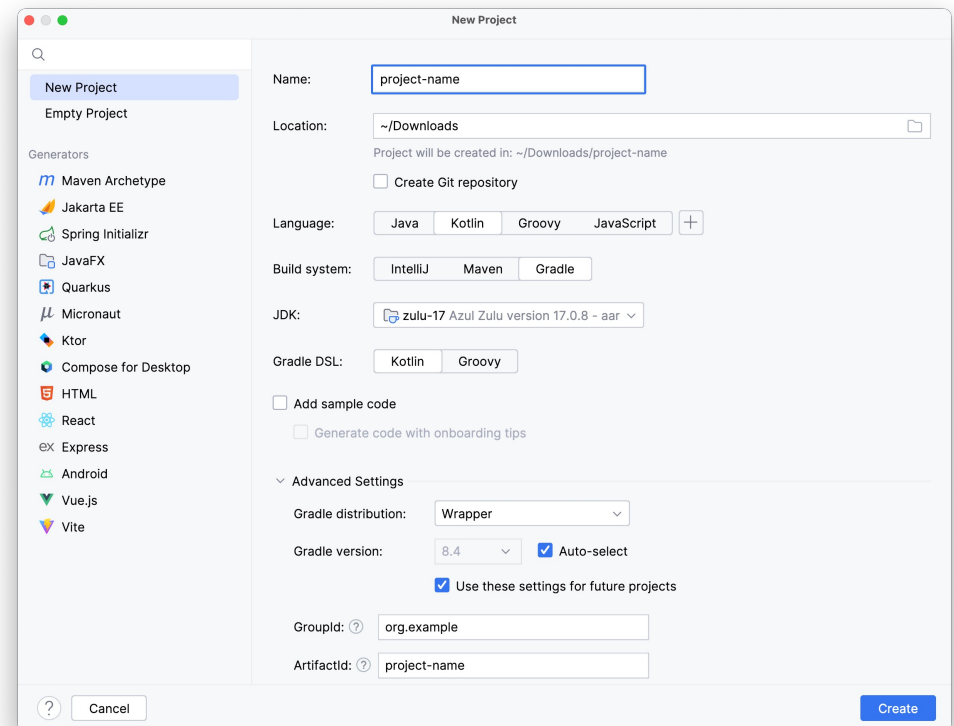 New Project
New Project
Empty Project
Generators
Maven Archetype
Jakarta EE
Spring Initializr
JavaFX
Quarkus
Micronaut
Ktor
Compose for Desktop
HTML
React
ex Express
Android
Vue.js
Vite
Name: project-name
Location: ~/Downloads
Project will be created in: ~/Downloads/project-name
Create Git repository
Language: Java Kotlin Groovy JavaScript
Build system: IntelliJ Maven Gradle
JDK: zulu-17 Azul Zulu version 17.0.8 - aar
Gradle DSL: Kotlin Groovy
Add sample code
Generate code with onboarding tips
Advanced Settings
Gradle distribution: Wrapper
Gradle version: 8.4 Auto-select
Use these settings for future projects
GroupId: ? org.example
ArtifactId: ? project-name
? Cancel Create